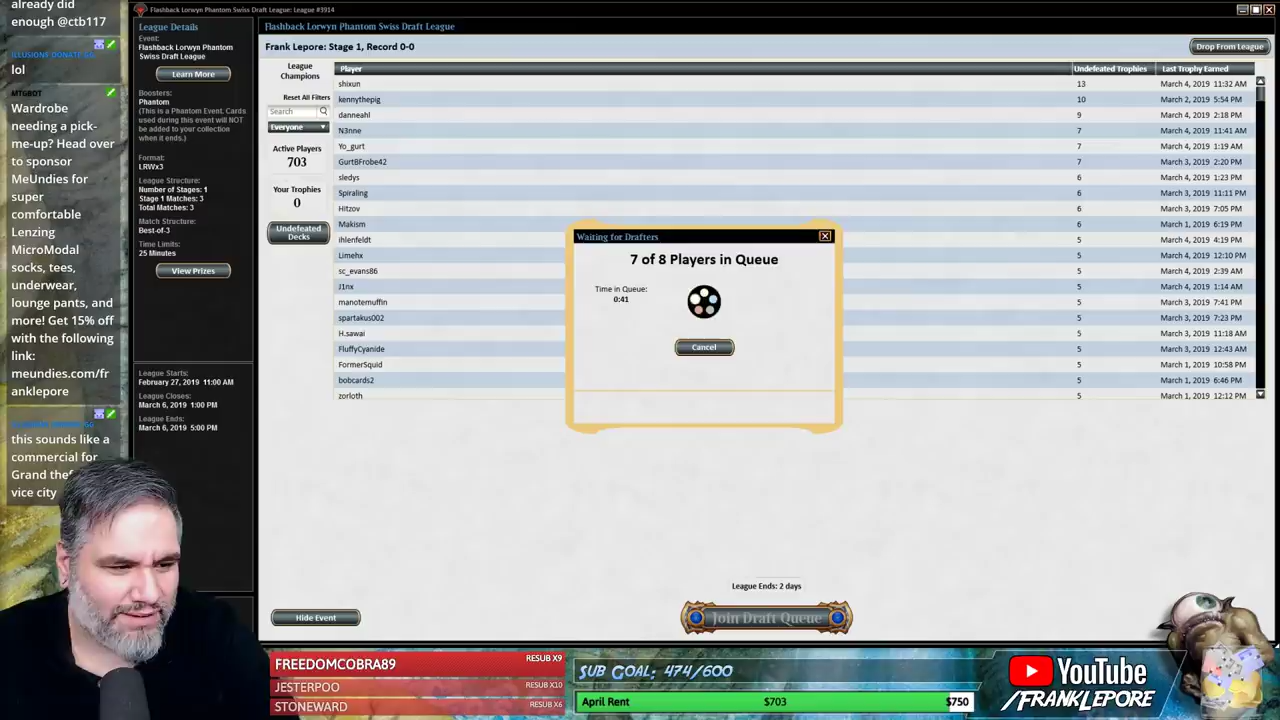 already did
enough @ctb117
lol
MTGBOT
Wardrobe
needing a pick-
me-up? Head over
to sponsor
MeUndies for
super
comfortable
Lenzing
MicroModal
socks, tees,
underwear,
lounge pants, and
more! Get 15% off
with the following
link:
meundies.com/fr
anklepore
this sounds like a
commercial for
Grand thef
vice city
Flashback Lorwyn Phantom Swiss Draft League: League #3914
League Details
Event:
Flashback Lorwyn Phantom
Swiss Draft League
Learn More
Boosters:
Phantom
(This is a Phantom Event. Cards
used during this event will NOT
be added to your collection
when it ends.)
Format:
LRWx3
League Structure:
Number of Stages: 1
Stage 1 Matches: 3
Total Matches: 3
Match Structure:
Best-of-3
Time Limits:
25 Minutes
View Prizes
League Starts:
February 27, 2019 11:00 AM
League Closes:
March 6, 2019 1:00 PM
League Ends:
March 6, 2019 5:00 PM
Flashback Lorwyn Phantom Swiss Draft League
Frank Lepore: Stage 1, Record 0-0
Drop From League
League
Champions
Reset All Filters
Search
Everyone
Active Players
703
Your Trophies
0
Undefeated
Decks
Player Undefeated Trophies Last Trophy Earned
shixun 13 March 4, 2019 11:32 AM
kennythepig 10 March 2, 2019 5:54 PM
danneahl 9 March 4, 2019 2:18 PM
N3nne 7 March 4, 2019 11:41 AM
Yo_gurt 7 March 4, 2019 1:19 AM
GurtBFrobe42 7 March 3, 2019 2:20 PM
sledys 6 March 4, 2019 1:23 PM
Spiraling 6 March 3, 2019 11:11 PM
Hitzov 6 March 3, 2019 7:05 PM
Makism 6 March 1, 2019 6:19 PM
ihlenfeldt 5 March 4, 2019 4:19 PM
Limehx 5 March 4, 2019 12:10 PM
sc_evans86 5 March 4, 2019 2:39 AM
J1nx 5 March 4, 2019 1:14 AM
manotemuffin 5 March 3, 2019 7:41 PM
spartakus002 5 March 3, 2019 7:23 PM
H.sawai 5 March 3, 2019 11:18 AM
FluffyCyanide 5 March 3, 2019 12:43 AM
FormerSquid 5 March 1, 2019 10:58 PM
bobcards2 5 March 1, 2019 6:46 PM
zorloth 5 March 1, 2019 12:12 PM
Waiting for Drafters
7 of 8 Players in Queue
Time in Queue:
0:41
Cancel
League Ends: 2 days
Hide Event
Join Draft Queue
FREEDOMCOBRA89 RESUB X9
JESTERPOO RESUB X10
STONEWARD RESUB X6
SUB GOAL: 474/600
April Rent $703 $750
YouTube
/FRANKLEPORE